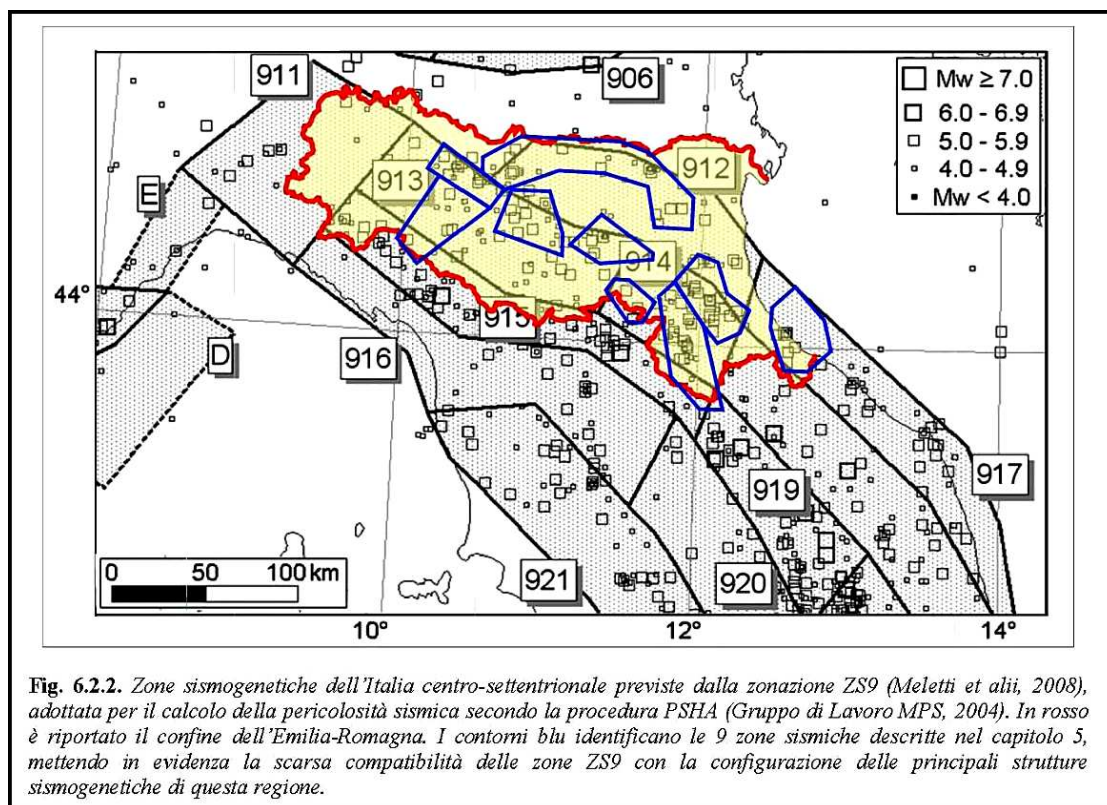 911
906
Mw ≥ 7.0
6.0 - 6.9
5.0 - 5.9
4.0 - 4.9
Mw < 4.0
912
913
E
914
44°
915
D
916
917
919
0 50 100 km
921
920
10° 12° 14°
Fig. 6.2.2. Zone sismogenetiche dell'Italia centro-settentrionale previste dalla zonazione ZS9 (Meletti et alii, 2008),
adottata per il calcolo della pericolosità sismica secondo la procedura PSHA (Gruppo di Lavoro MPS, 2004). In rosso
è riportato il confine dell'Emilia-Romagna. I contorni blu identificano le 9 zone sismiche descritte nel capitolo 5,
mettendo in evidenza la scarsa compatibilità delle zone ZS9 con la configurazione delle principali strutture
sismogenetiche di questa regione.